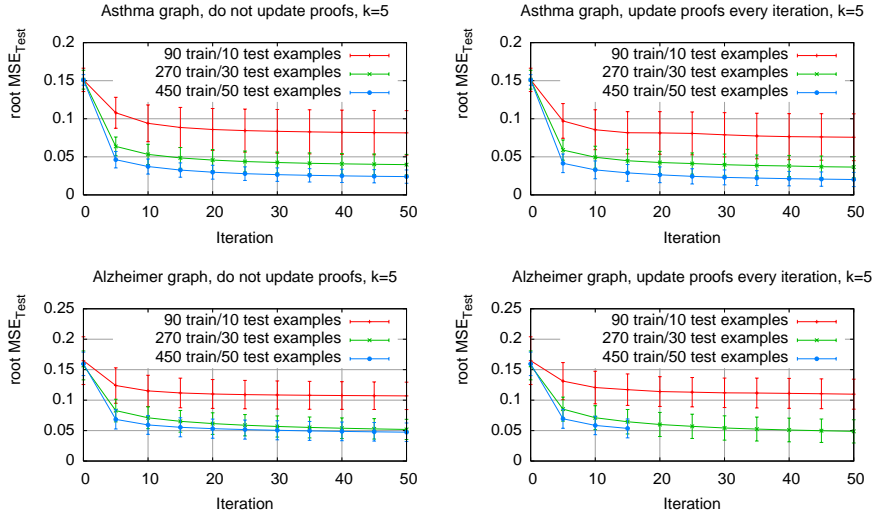 Asthma graph, do not update proofs, k=5
root MSE_Test
0.2
0.15
0.1
0.05
0
90 train/10 test examples
270 train/30 test examples
450 train/50 test examples
0 10 20 30 40 50
Iteration
Asthma graph, update proofs every iteration, k=5
root MSE_Test
0.2
0.15
0.1
0.05
0
90 train/10 test examples
270 train/30 test examples
450 train/50 test examples
0 10 20 30 40 50
Iteration
Alzheimer graph, do not update proofs, k=5
root MSE_Test
0.25
0.2
0.15
0.1
0.05
0
90 train/10 test examples
270 train/30 test examples
450 train/50 test examples
0 10 20 30 40 50
Iteration
Alzheimer graph, update proofs every iteration, k=5
root MSE_Test
0.25
0.2
0.15
0.1
0.05
0
90 train/10 test examples
270 train/30 test examples
450 train/50 test examples
0 10 20 30 40 50
Iteration